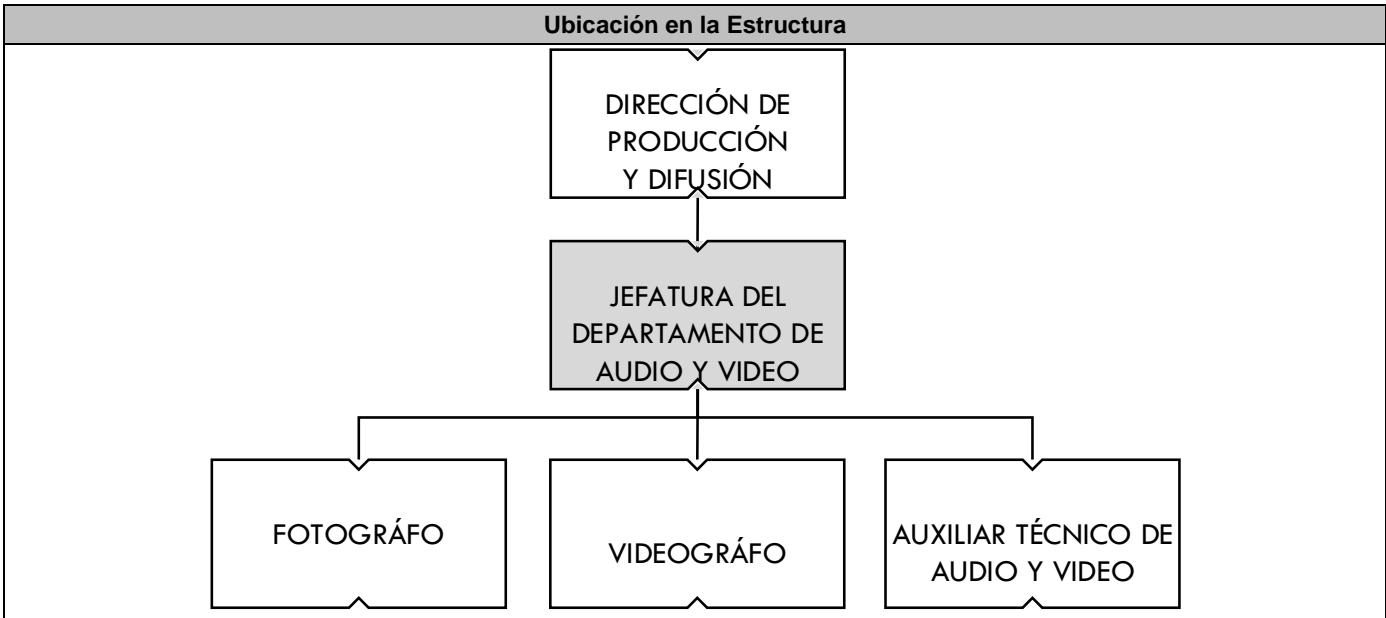 Ubicación en la Estructura
DIRECCIÓN DE
PRODUCCIÓN
Y DIFUSIÓN
JEFATURA DEL
DEPARTAMENTO DE
AUDIO Y VIDEO
FOTOGRÁFO
VIDEOGRÁFO
AUXILIAR TÉCNICO DE
AUDIO Y VIDEO